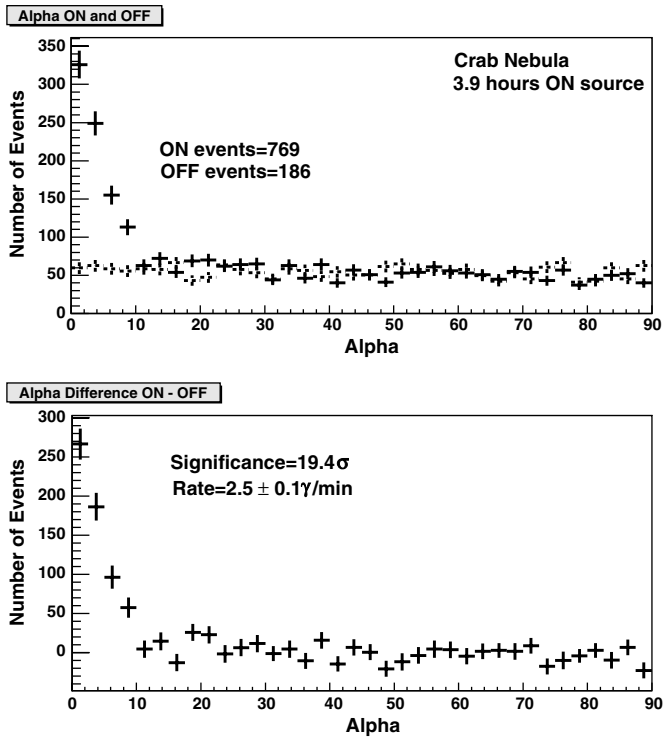 Alpha ON and OFF
Number of Events
350
300
250
200
150
100
50
0
Crab Nebula
3.9 hours ON source
ON events=769
OFF events=186
0 10 20 30 40 50 60 70 80 90
Alpha
Alpha Difference ON - OFF
Number of Events
300
250
200
150
100
50
0
Significance=19.4σ
Rate=2.5 ± 0.1γ/min
0 10 20 30 40 50 60 70 80 90
Alpha